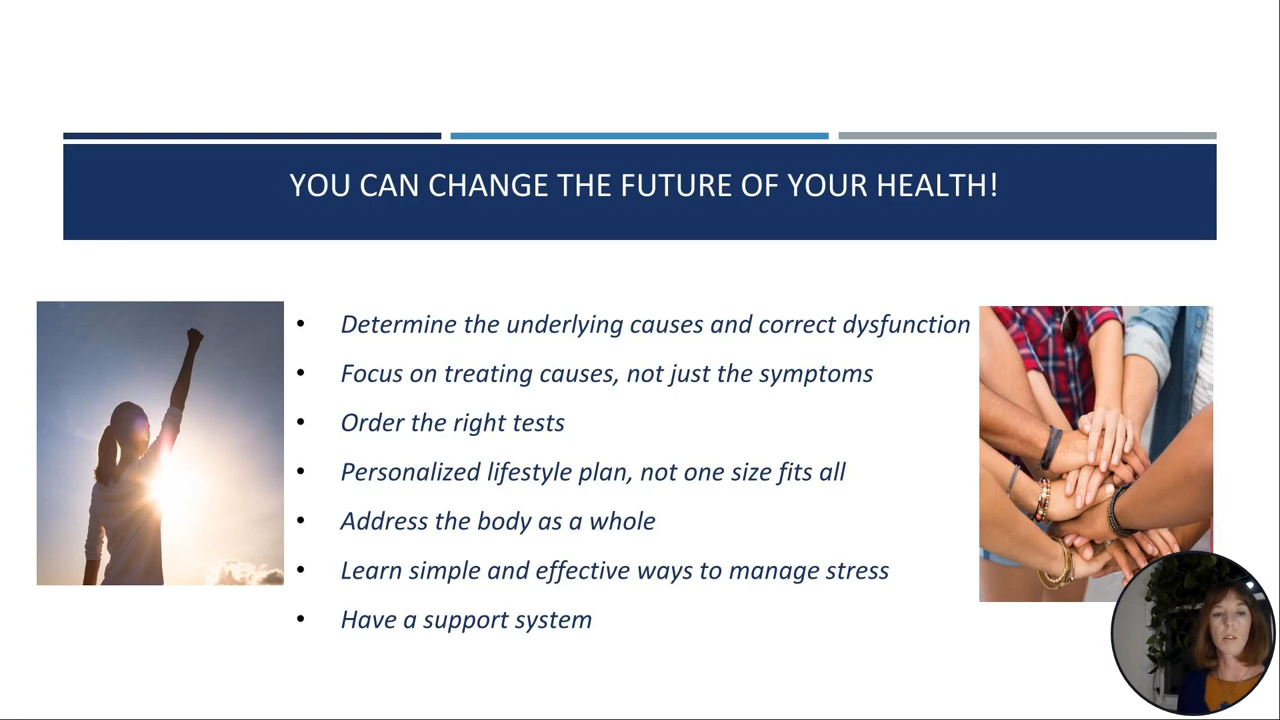 YOU CAN CHANGE THE FUTURE OF YOUR HEALTH!
• Determine the underlying causes and correct dysfunction
• Focus on treating causes, not just the symptoms
• Order the right tests
• Personalized lifestyle plan, not one size fits all
• Address the body as a whole
• Learn simple and effective ways to manage stress
• Have a support system